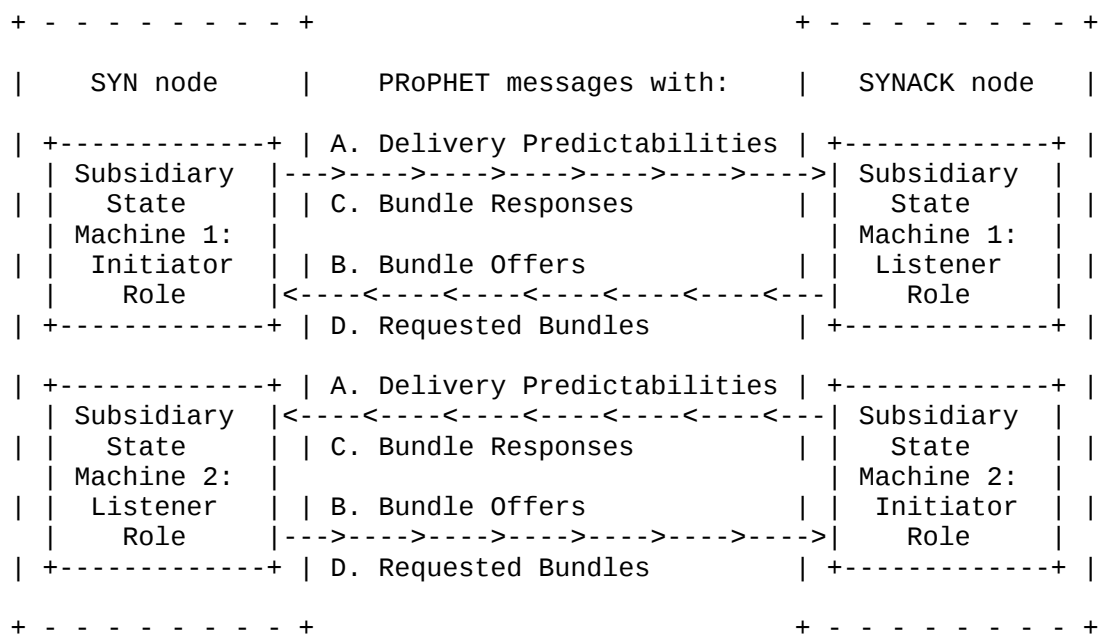 + - - - - - - - - +                              + - - - - - - - - +
|    SYN node     |    PRoPHET messages with:    |   SYNACK node   |
| +-------------+ | A. Delivery Predictabilities | +-------------+ |
  | Subsidiary  |--->---->---->---->---->---->---->| Subsidiary  |
| |   State     | | C. Bundle Responses          | |   State     | |
  | Machine 1:  |                                  | Machine 1:  |
| |  Initiator  | | B. Bundle Offers             | |  Listener   | |
  |    Role     |<----<----<----<----<----<----<---|    Role     |
| +-------------+ | D. Requested Bundles         | +-------------+ |
| +-------------+ | A. Delivery Predictabilities | +-------------+ |
  | Subsidiary  |<----<----<----<----<----<----<---| Subsidiary  |
| |   State     | | C. Bundle Responses          | |   State     | |
  | Machine 2:  |                                  | Machine 2:  |
| |  Listener   | | B. Bundle Offers             | |  Initiator  | |
  |    Role     |--->---->---->---->---->---->---->|    Role     |
| +-------------+ | D. Requested Bundles         | +-------------+ |
+ - - - - - - - - +                              + - - - - - - - - +